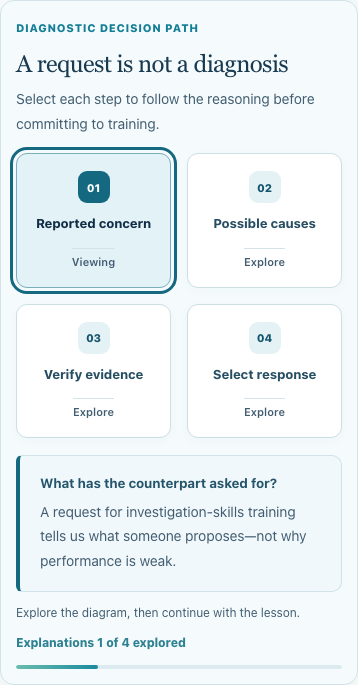 DIAGNOSTIC DECISION PATH
A request is not a diagnosis
Select each step to follow the reasoning before
committing to training.
01
Reported concern
Viewing
02
Possible causes
Explore
03
Verify evidence
Explore
04
Select response
Explore
What has the counterpart asked for?
A request for investigation-skills training
tells us what someone proposes—not why
performance is weak.
Explore the diagram, then continue with the lesson.
Explanations 1 of 4 explored